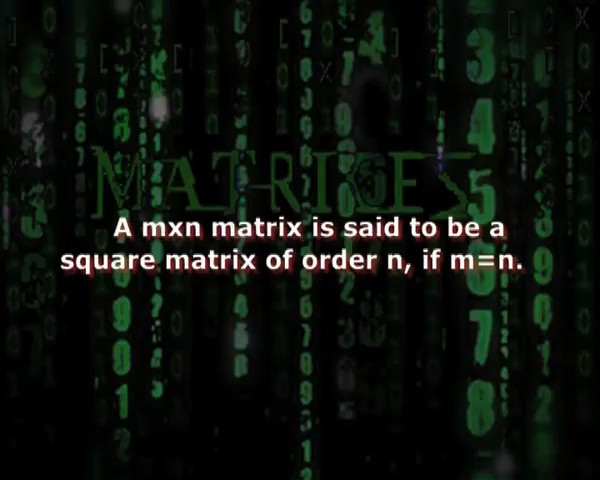 MATRICES
A mxn matrix is said to be a
square matrix of order n, if m=n.